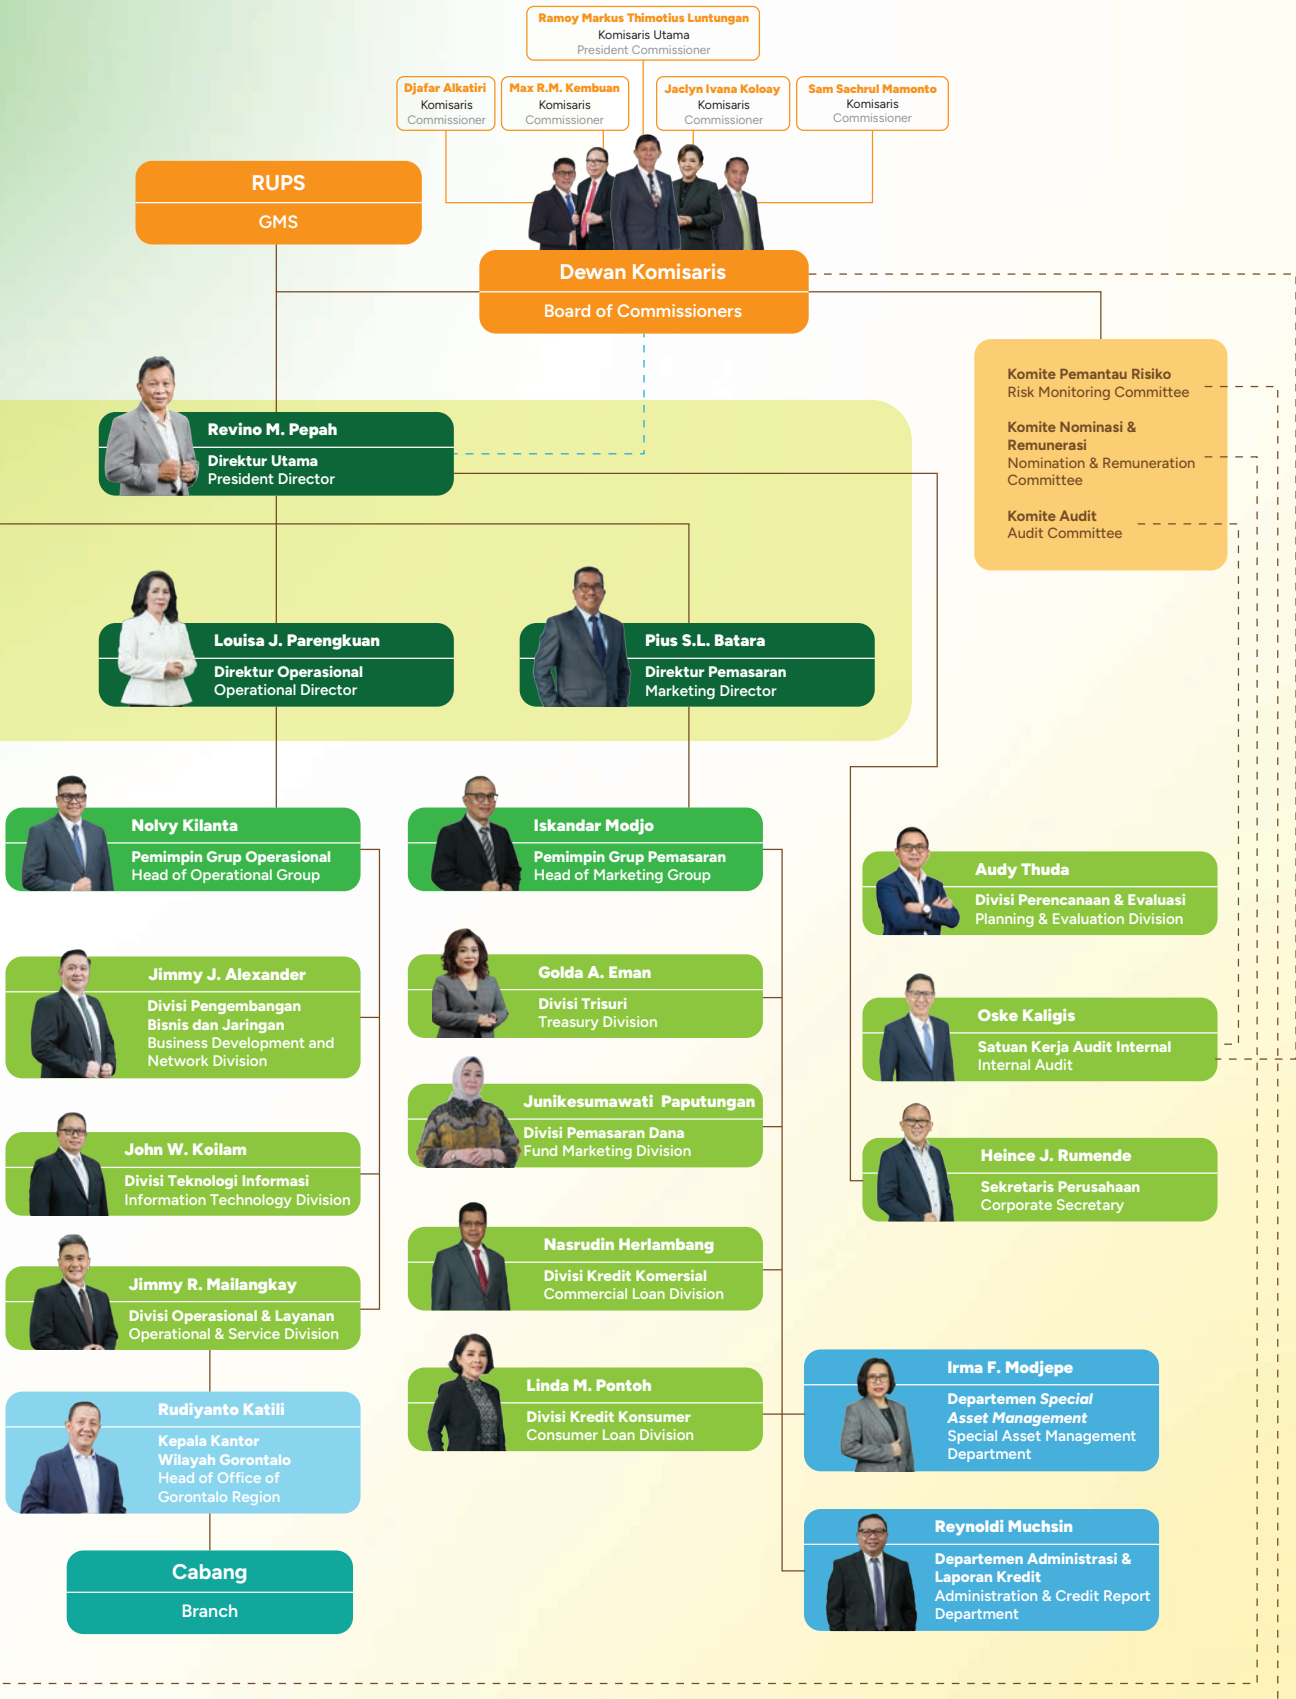 Ramoy Markus Thimotius Luntungan
Komisaris Utama
President Commissioner
Djafar Alkatiri
Komisaris
Commissioner
Max R.M. Kembuan
Komisaris
Commissioner
Jaclyn Ivana Koloay
Komisaris
Commissioner
Sam Sachrul Mamonto
Komisaris
Commissioner
RUPS
GMS
Dewan Komisaris
Board of Commissioners
Komite Pemantau Risiko
Risk Monitoring Committee
Komite Nominasi &
Remunerasi
Nomination & Remuneration
Committee
Komite Audit
Audit Committee
Revino M. Pepah
Direktur Utama
President Director
Louisa J. Parengkuan
Direktur Operasional
Operational Director
Pius S.L. Batara
Direktur Pemasaran
Marketing Director
Nolvy Kilanta
Pemimpin Grup Operasional
Head of Operational Group
Jimmy J. Alexander
Divisi Pengembangan
Bisnis dan Jaringan
Business Development and
Network Division
John W. Koilam
Divisi Teknologi Informasi
Information Technology Division
Jimmy R. Mailangkay
Divisi Operasional & Layanan
Operational & Service Division
Rudiyanto Katili
Kepala Kantor
Wilayah Gorontalo
Head of Office of
Gorontalo Region
Cabang
Branch
Iskandar Modjo
Pemimpin Grup Pemasaran
Head of Marketing Group
Golda A. Eman
Divisi Trisuri
Treasury Division
Junikesumawati Paputungan
Divisi Pemasaran Dana
Fund Marketing Division
Nasrudin Herlambang
Divisi Kredit Komersial
Commercial Loan Division
Linda M. Pontoh
Divisi Kredit Konsumer
Consumer Loan Division
Audy Thuda
Divisi Perencanaan & Evaluasi
Planning & Evaluation Division
Oske Kaligis
Satuan Kerja Audit Internal
Internal Audit
Heince J. Rumende
Sekretaris Perusahaan
Corporate Secretary
Irma F. Modjepe
Departemen Special
Asset Management
Special Asset Management
Department
Reynoldi Muchsin
Departemen Administrasi &
Laporan Kredit
Administration & Credit Report
Department